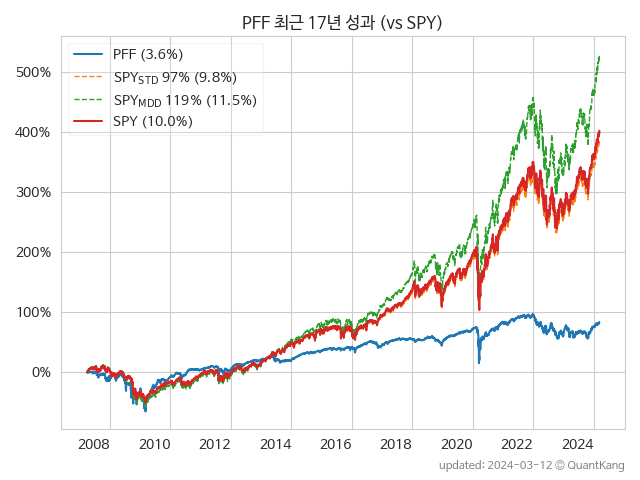 PFF 최근 17년 성과 (vs SPY)
PFF (3.6%)
SPY_STD 97% (9.8%)
SPY_MDD 119% (11.5%)
SPY (10.0%)
500%
400%
300%
200%
100%
0%
2008 2010 2012 2014 2016 2018 2020 2022 2024
updated: 2024-03-12 © QuantKang